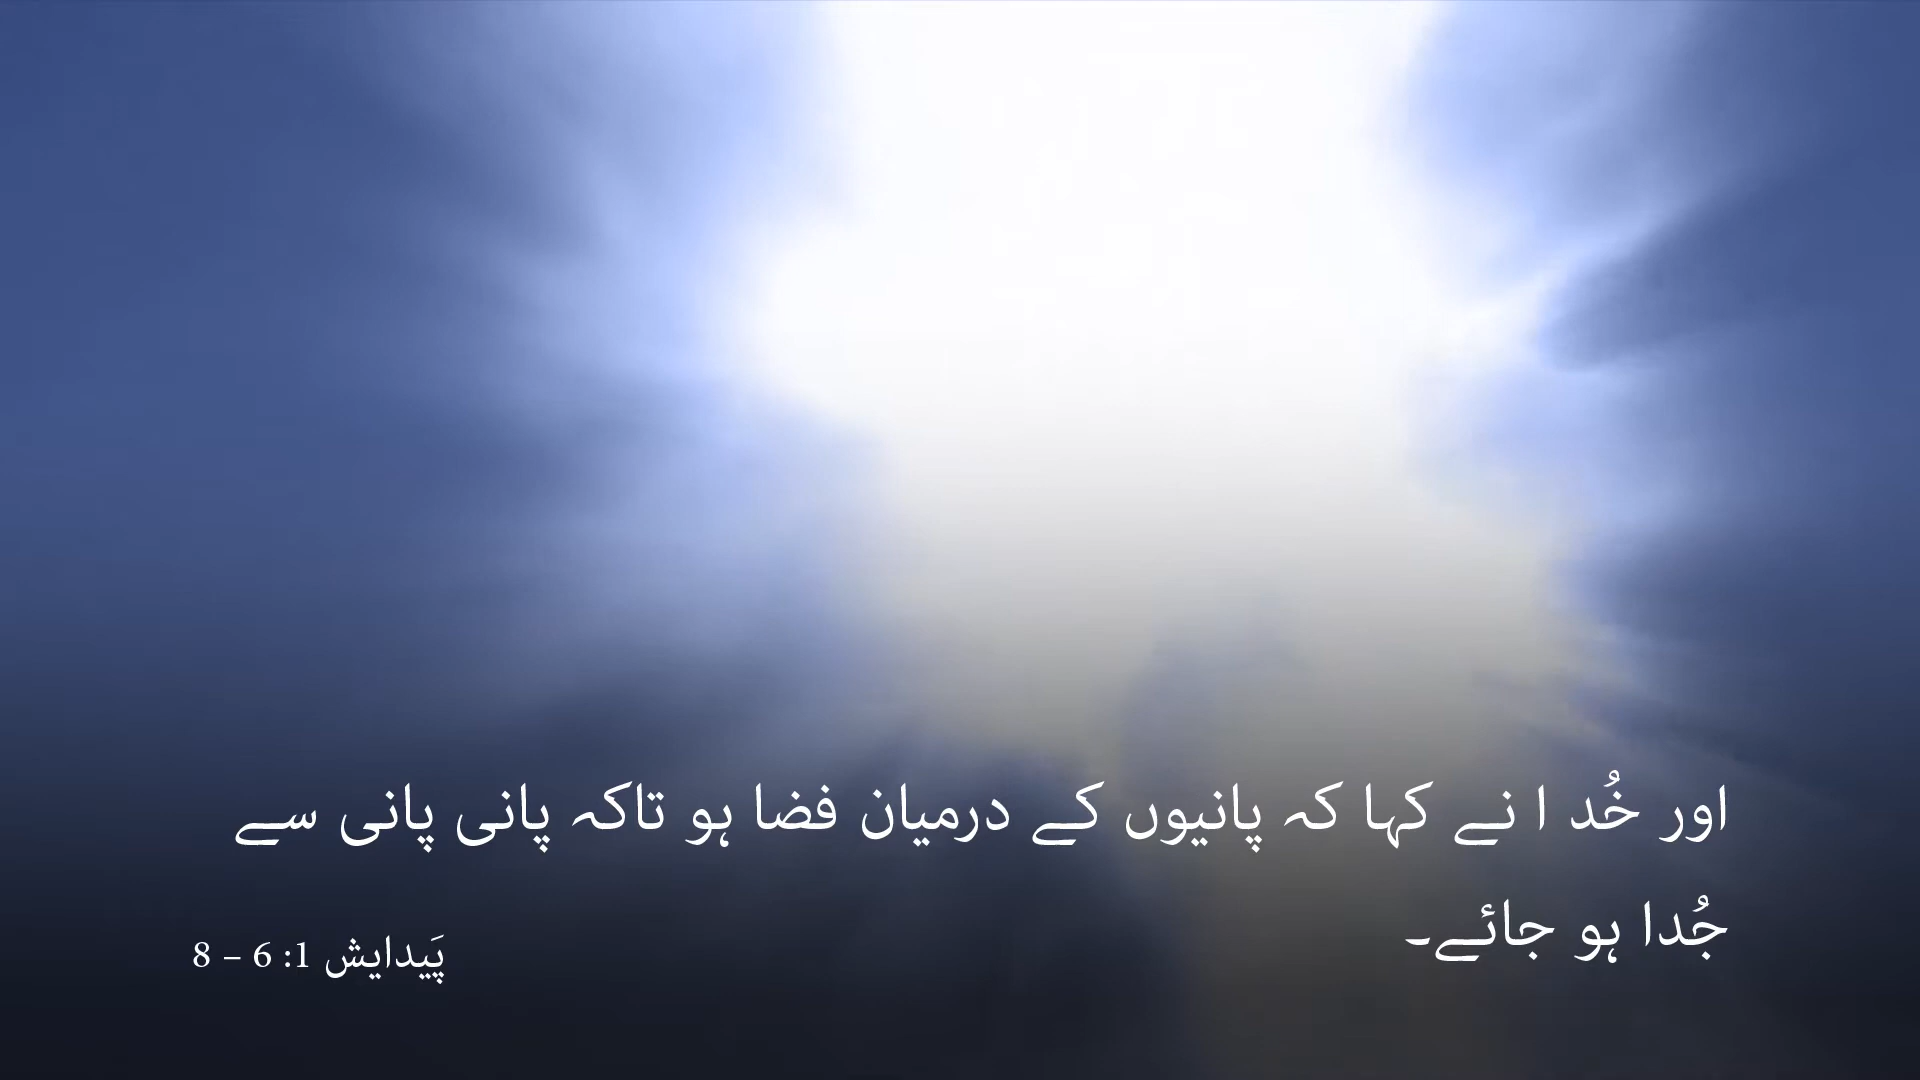 اور خُد ا نے کہا کہ پانیوں کے درمیان فضا ہو تاکہ پانی پانی سے
جُدا ہو جائے۔
پَیدایش 1: 6 – 8